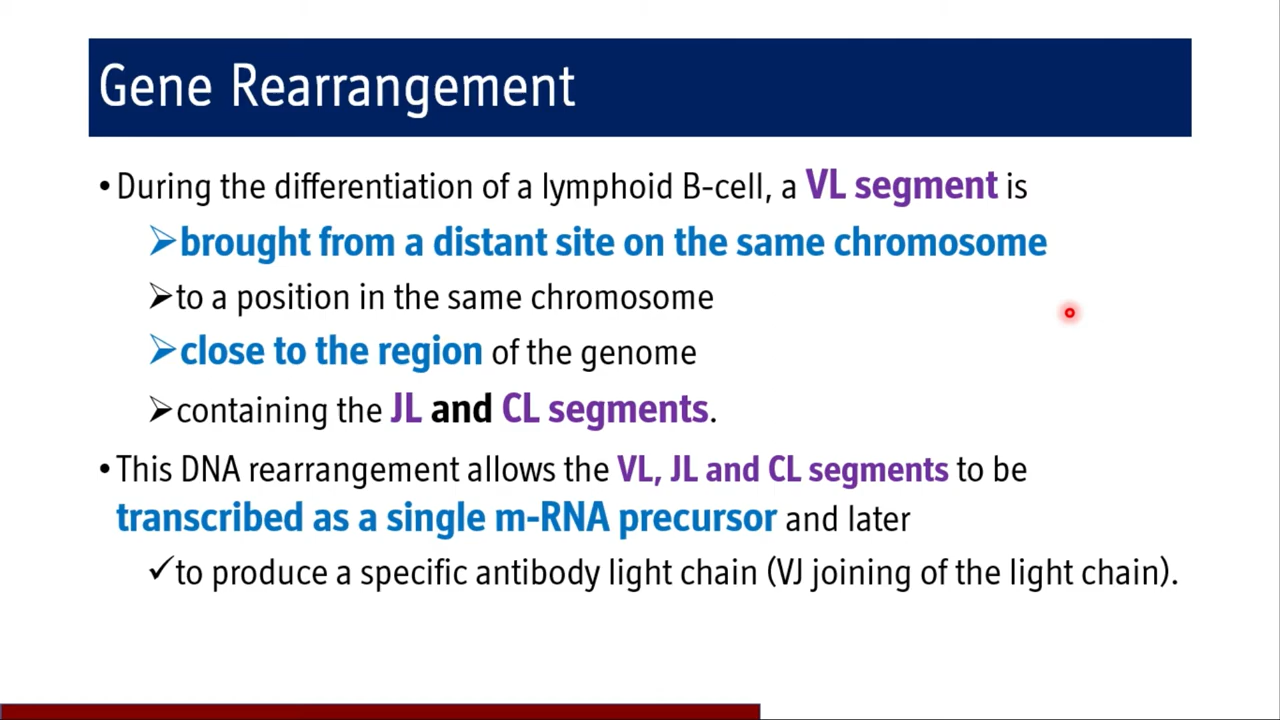 Gene Rearrangement
•During the differentiation of a lymphoid B-cell, a VL segment is
➢brought from a distant site on the same chromosome
➢to a position in the same chromosome
➢close to the region of the genome
➢containing the JL and CL segments.
•This DNA rearrangement allows the VL, JL and CL segments to be
transcribed as a single m-RNA precursor and later
✓to produce a specific antibody light chain (VJ joining of the light chain).